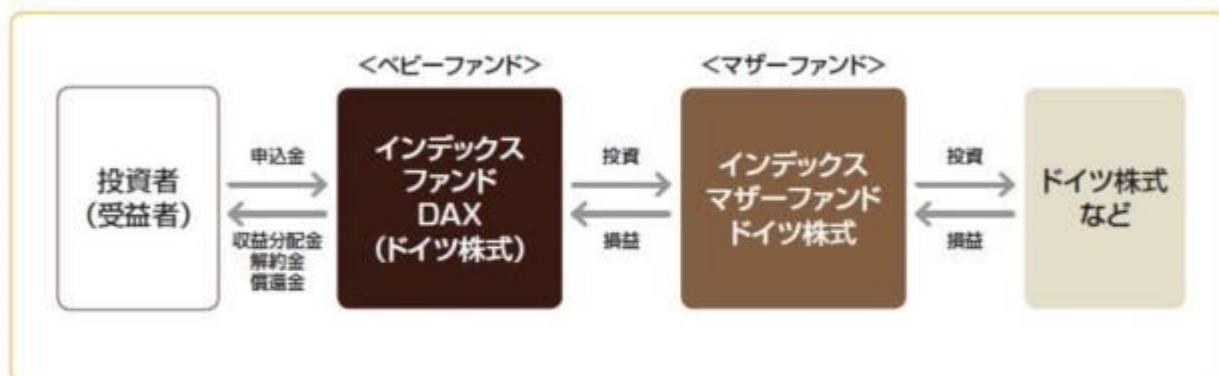 <ベビーファンド>
<マザーファンド>
投資者
(受益者)
申込金
収益分配金
解約金
償還金
インデックス
ファンド
DAX
(ドイツ株式)
投資
損益
インデックス
マザーファンド
ドイツ株式
投資
損益
ドイツ株式
など